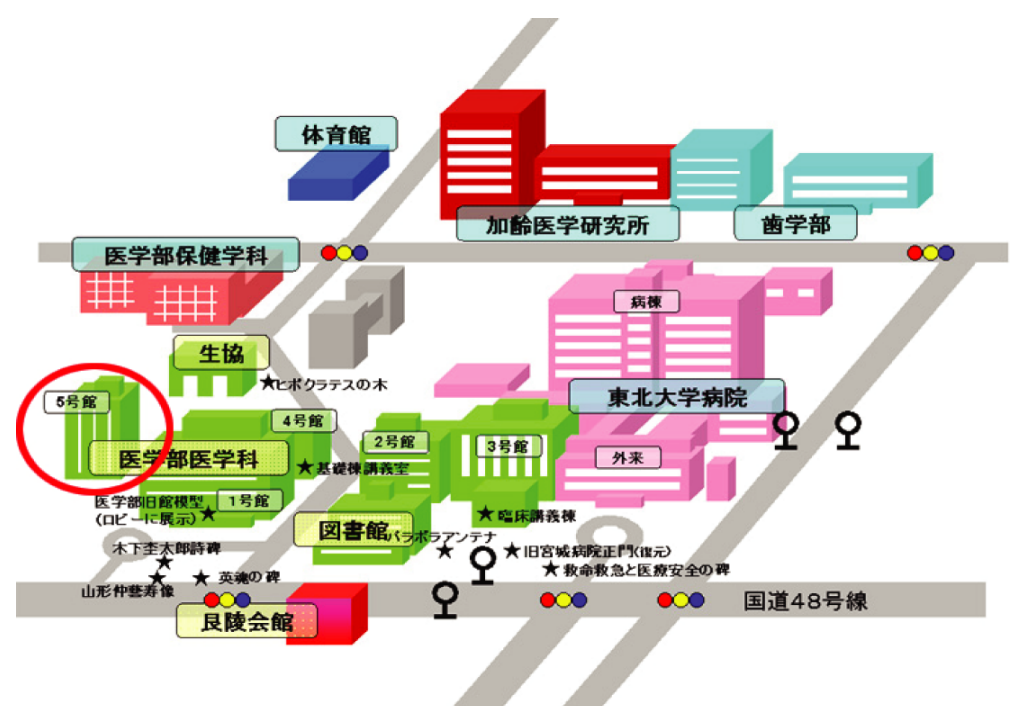 体育館
加齢医学研究所
歯学部
医学部保健学科
病棟
生協
★ヒポクラテスの木
東北大学病院
5号館
4号館
2号館
3号館
外来
医学部医学科
★基礎棟講義室
1号館
医学部旧館模型
(ロビーに展示)★
図書館
★臨床講義棟
パラボラアンテナ
★
木下杢太郎詩碑
★
★旧宮城病院正門(復元)
★救命救急と医療安全の碑
山形仲藝寿像
★
★英魂の碑
艮陵会館
国道48号線